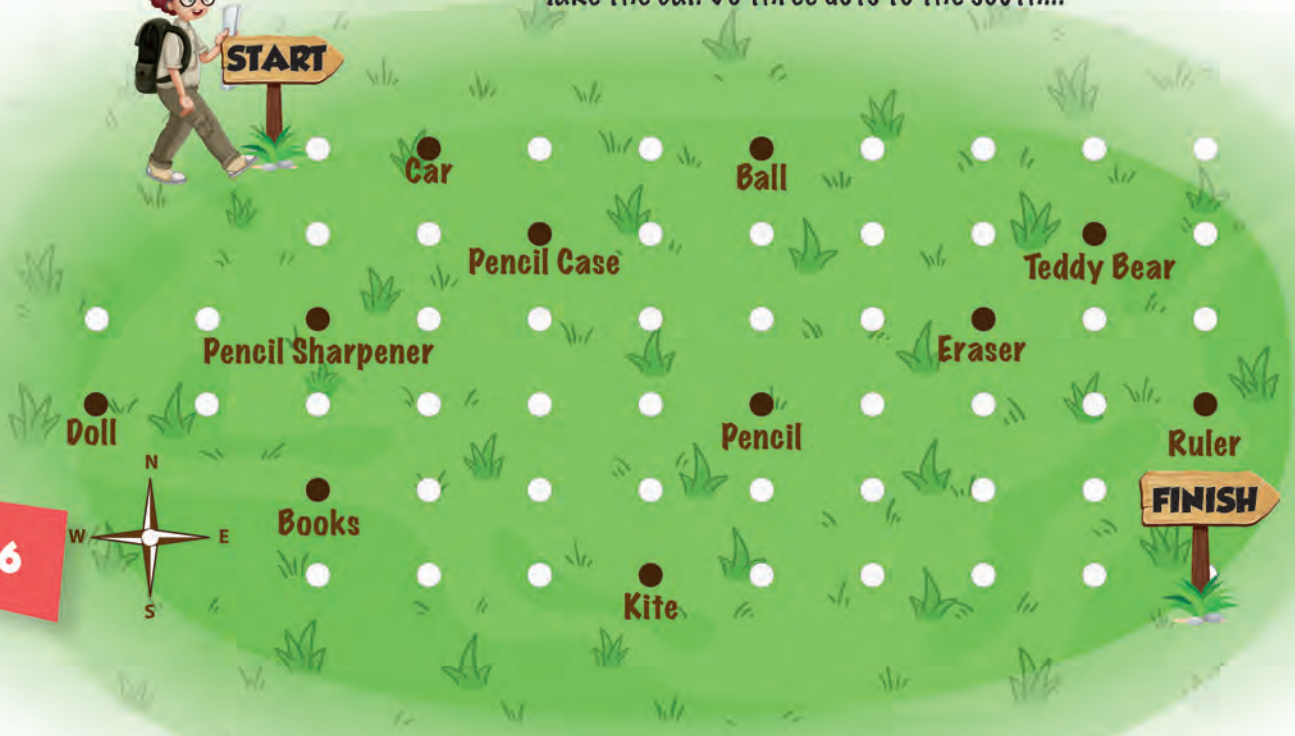 START
Car
Ball
Pencil Case
Teddy Bear
Pencil Sharpener
Eraser
Doll
Pencil
Ruler
N
W
E
S
Books
FINISH
6
Kite